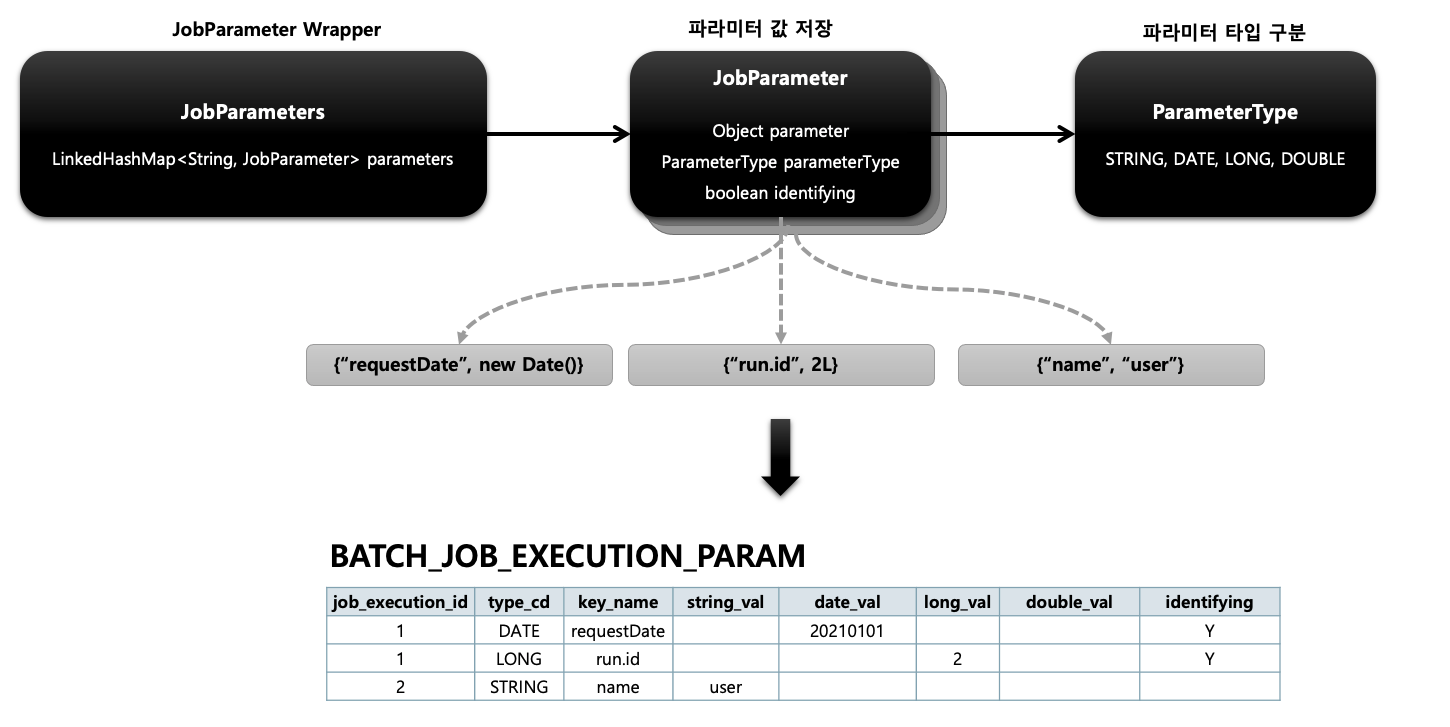 JobParameter Wrapper
파라미터 값 저장
파라미터 타입 구분
JobParameters
LinkedHashMap<String, JobParameter> parameters
JobParameter
Object parameter
ParameterType parameterType
boolean identifying
ParameterType
STRING, DATE, LONG, DOUBLE
{“requestDate”, new Date()}
{“run.id”, 2L}
{“name”, “user”}
BATCH_JOB_EXECUTION_PARAM
job_execution_id type_cd key_name string_val date_val long_val double_val identifying
1 DATE requestDate 20210101 Y
1 LONG run.id 2 Y
2 STRING name user